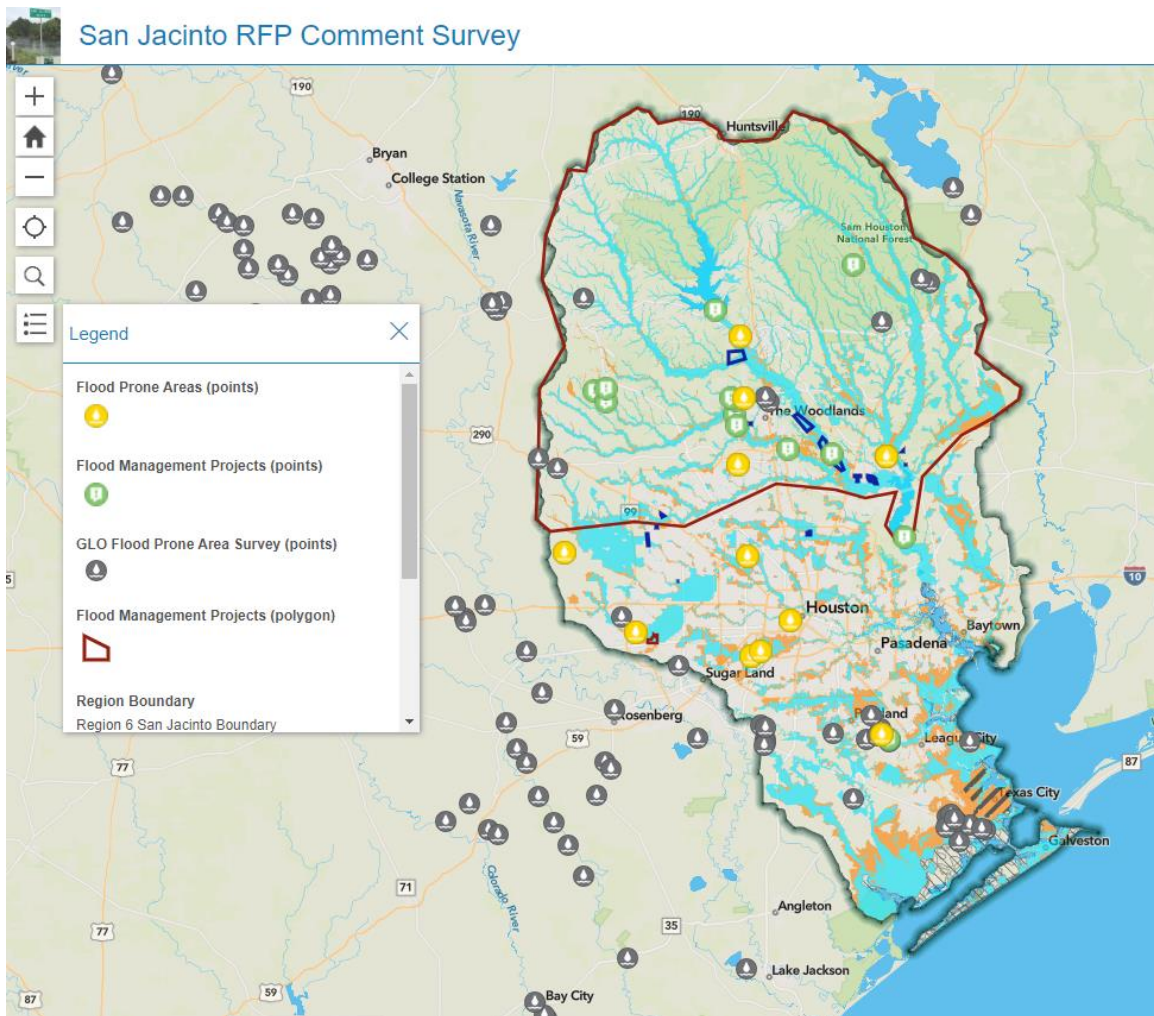 San Jacinto RFP Comment Survey
River
190
190
Huntsville
Bryan
College Station
Navasota River
Sam Houston
National Forest
Legend
Flood Prone Areas (points)
Flood Management Projects (points)
GLO Flood Prone Area Survey (points)
Flood Management Projects (polygon)
Region Boundary
Region 6 San Jacinto Boundary
The Woodlands
290
99
10
Houston
Baytown
Pasadena
Sugar Land
Rosenberg
59
League City
87
77
Texas City
Galveston
Colorado River
71
Angleton
35
77
Lake Jackson
59
87
Bay City